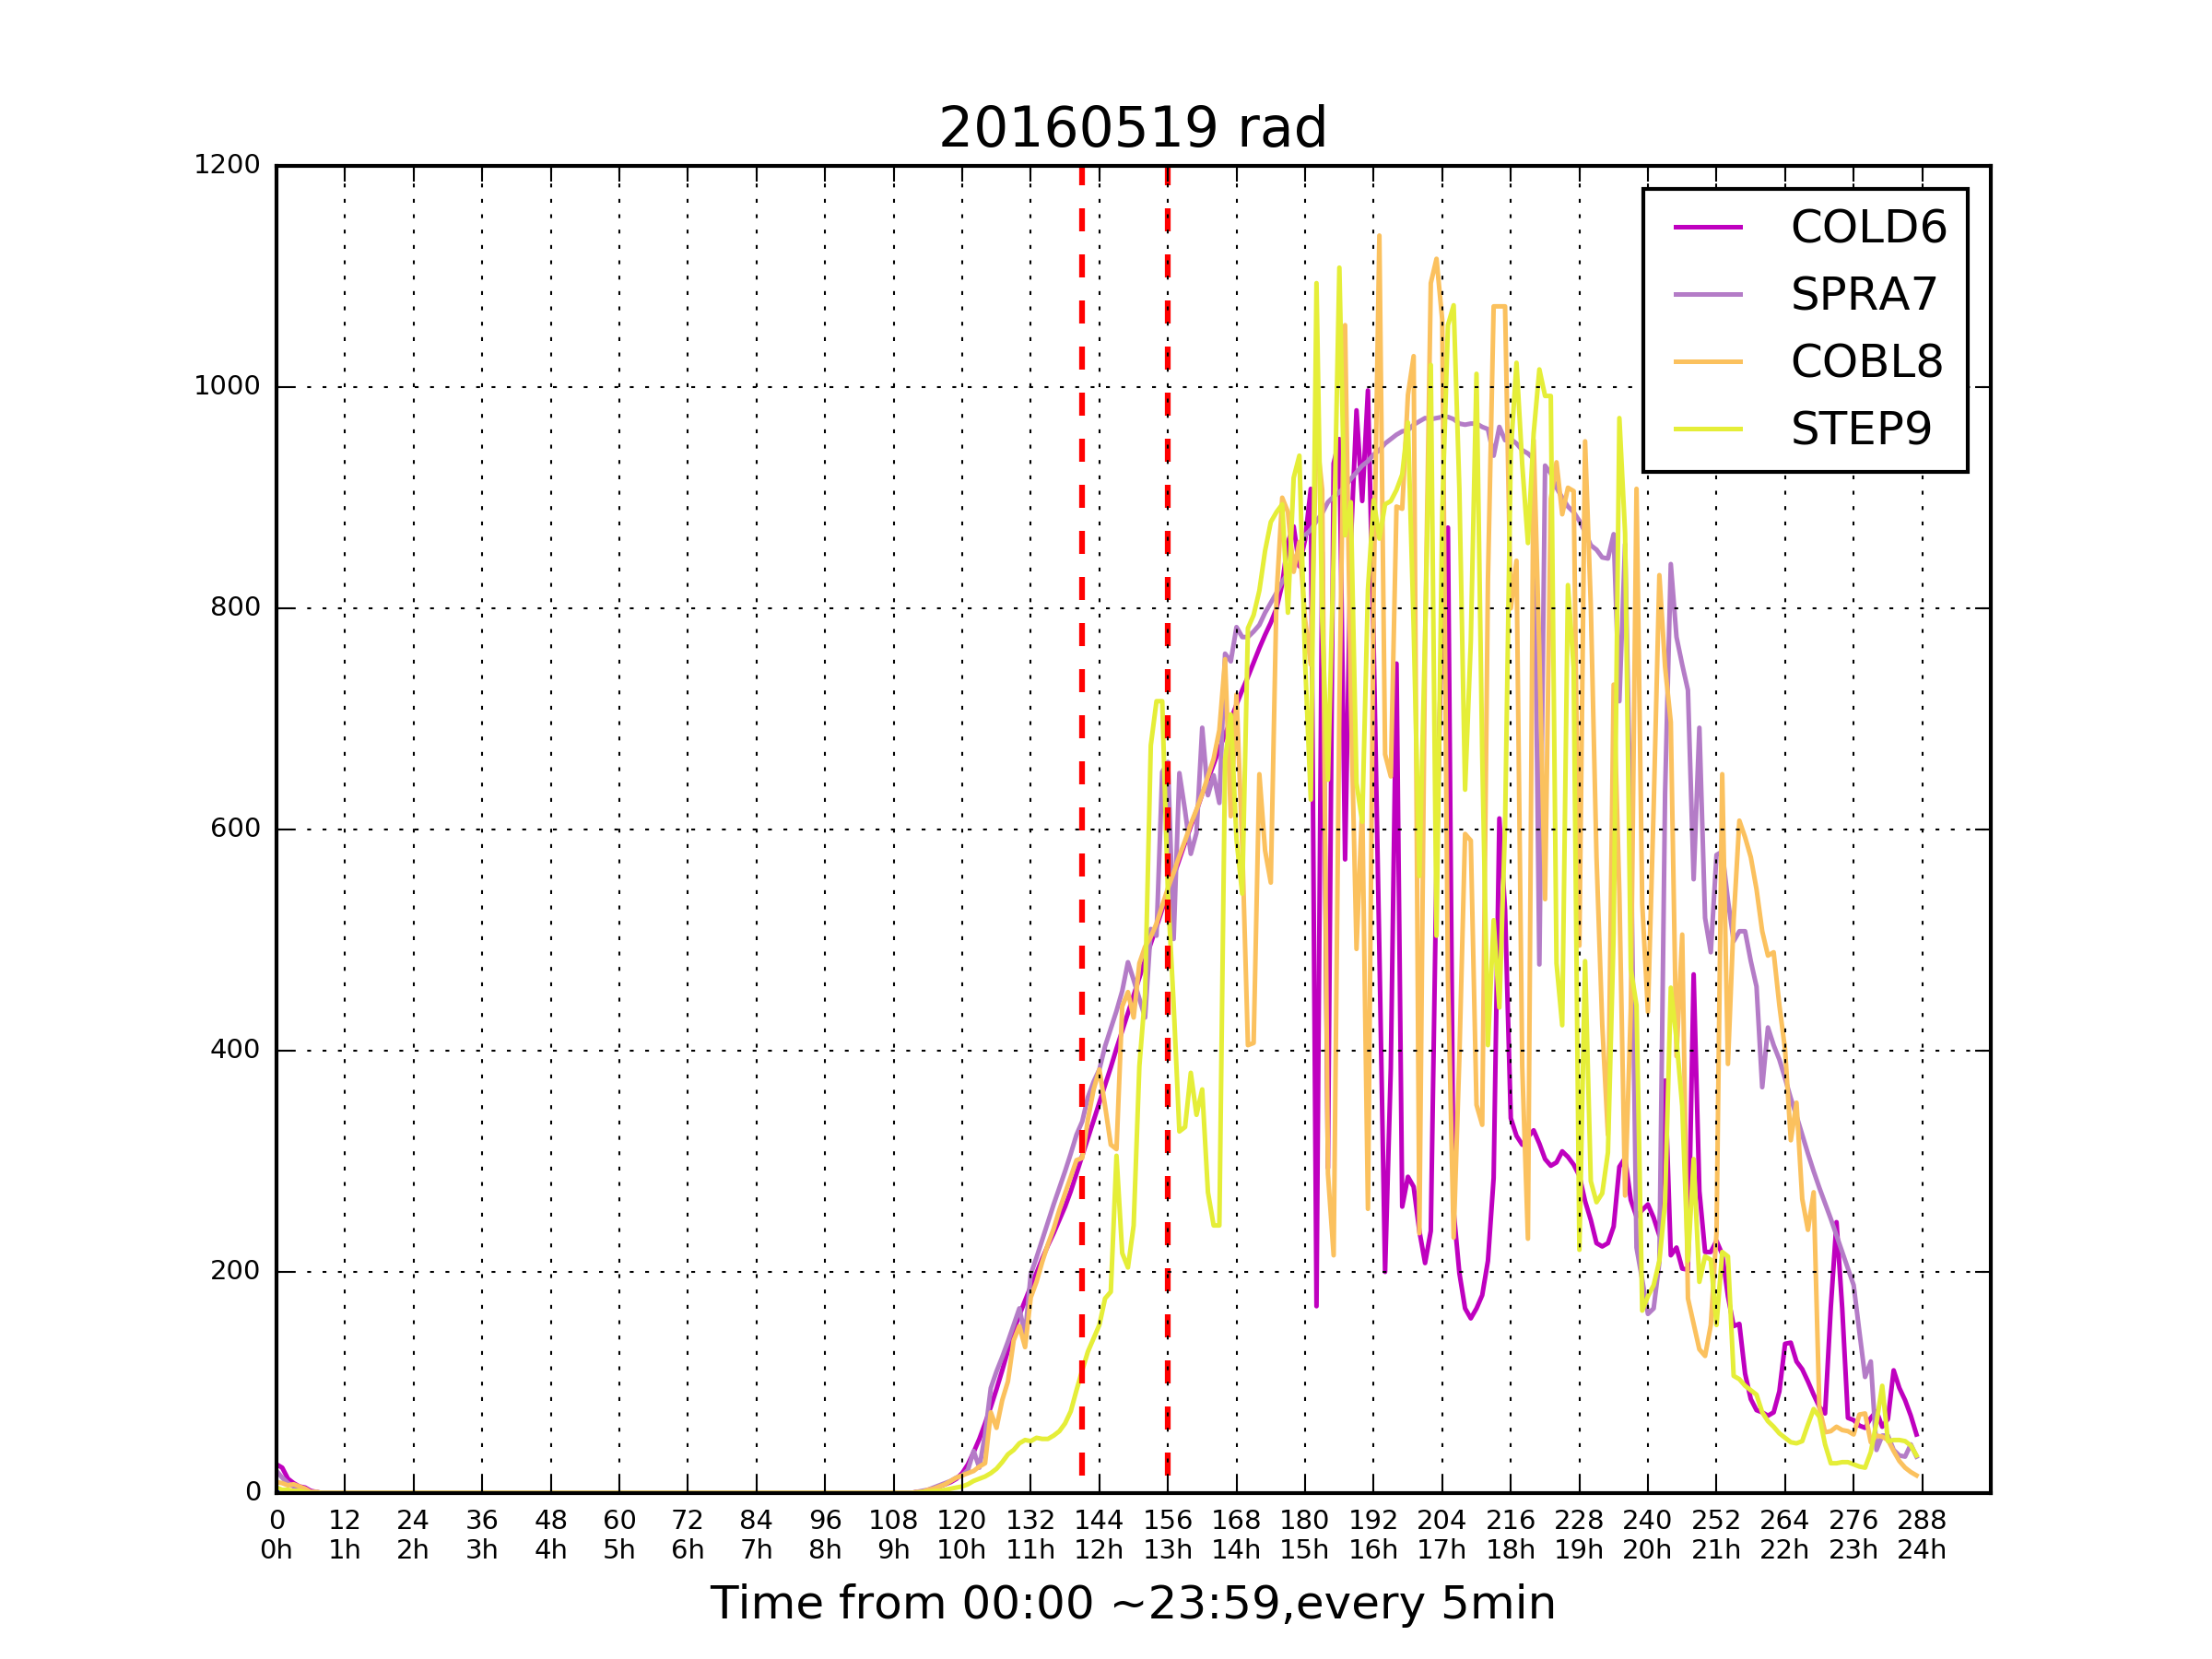 20160519 rad
1200
1000
800
600
400
200
0
COLD6
SPRA7
COBL8
STEP9
0 12 24 36 48 60 72 84 96 108 120 132 144 156 168 180 192 204 216 228 240 252 264 276 288
0h 1h 2h 3h 4h 5h 6h 7h 8h 9h 10h 11h 12h 13h 14h 15h 16h 17h 18h 19h 20h 21h 22h 23h 24h
Time from 00:00 ~23:59,every 5min